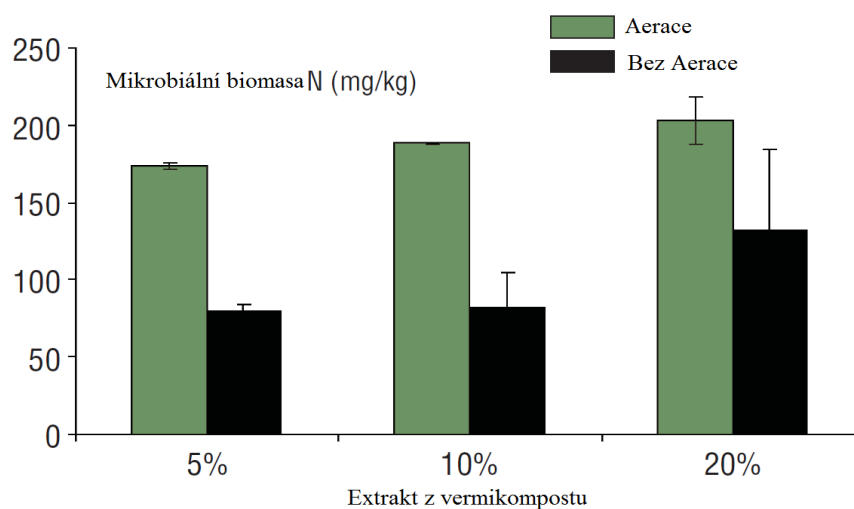 Aerace
Bez Aerace
Mikrobiální biomasa N (mg/kg)
250
200
150
100
50
0
5% 10% 20%
Extrakt z vermikompostu